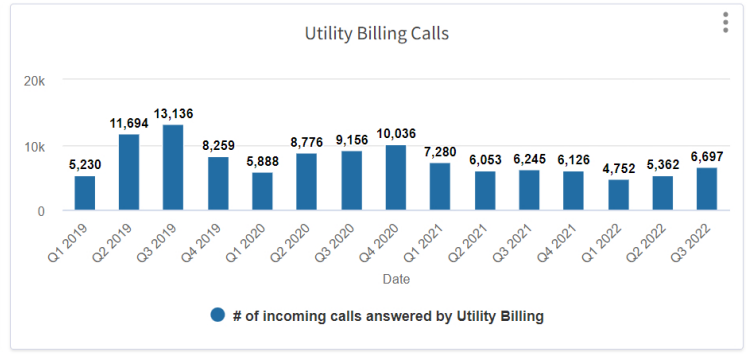 Utility Billing Calls
20k
10k
0
5,230
11,694
13,136
8,259
5,888
8,776
9,156
10,036
7,280
6,053
6,245
6,126
4,752
5,362
6,697
Q1 2019
Q2 2019
Q3 2019
Q4 2019
Q1 2020
Q2 2020
Q3 2020
Q4 2020
Q1 2021
Q2 2021
Q3 2021
Q4 2021
Q1 2022
Q2 2022
Q3 2022
Date
# of incoming calls answered by Utility Billing